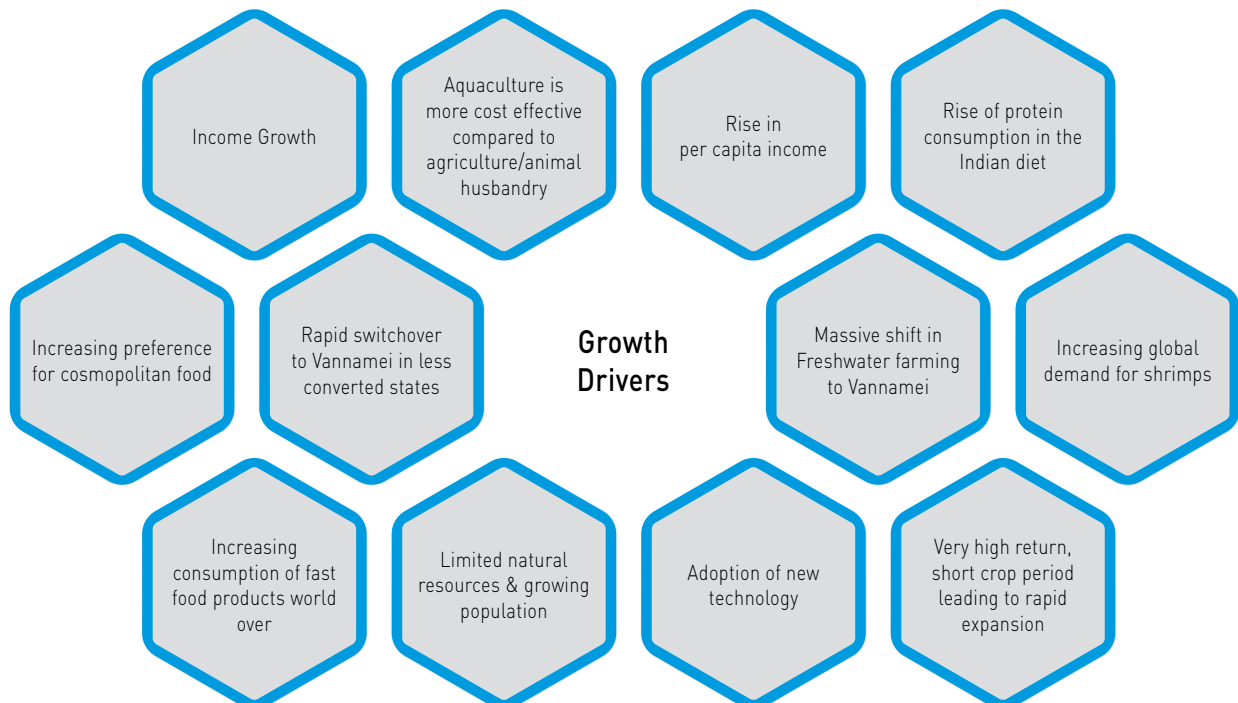 Income Growth
Aquaculture is
more cost effective
compared to
agriculture/animal
husbandry
Rise in
per capita income
Rise of protein
consumption in the
Indian diet
Increasing preference
for cosmopolitan food
Rapid switchover
to Vannamei in less
converted states
Growth
Drivers
Massive shift in
Freshwater farming
to Vannamei
Increasing global
demand for shrimps
Increasing
consumption of fast
food products world
over
Limited natural
resources & growing
population
Adoption of new
technology
Very high return,
short crop period
leading to rapid
expansion